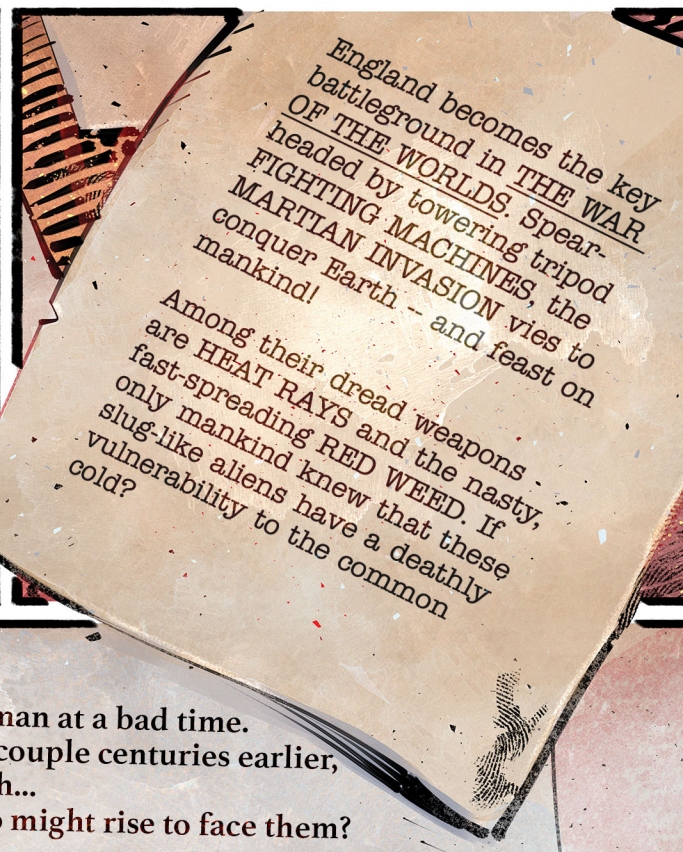 England becomes the key
battleground in THE WAR
OF THE WORLDS. Spear-
headed by towering tripod
FIGHTING MACHINES, the
MARTIAN INVASION vies to
conquer Earth -- and feast on
mankind!
Among their dread weapons
are HEAT RAYS and the nasty,
fast-spreading RED WEED. If
only mankind knew that these
slug-like aliens have a deathly
vulnerability to the common
cold?
man at a bad time.
couple centuries earlier,
h...
might rise to face them?